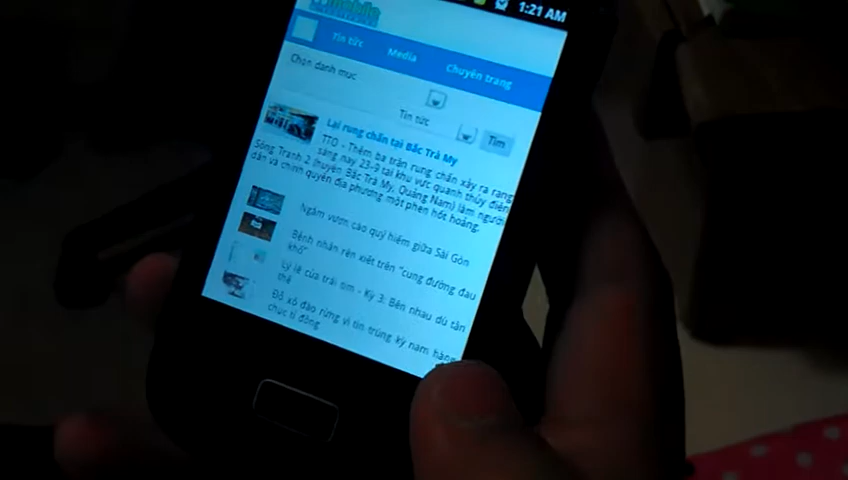 1:21 AM
mobile
Tin tức Media Chuyên trang
Chọn danh mục
Tin tức
Tìm
Lại rung chấn tại Bắc Trà My
TTO - Thêm ba trận rung chấn xảy ra rạng
sáng nay 23-9 tại khu vực quanh thủy điện
Sông Tranh 2 (huyện Bắc Trà My, Quảng Nam) làm người
dân và chính quyền địa phương một phen hốt hoảng.
Ngắm vượn cáo quý hiếm giữa Sài Gòn
Bệnh nhân rên xiết trên "cung đường đau
khổ"
Lý lẽ của trái tim - Kỳ 3: Bên nhau dù tận
thế
Đổ xô đào rừng vì tin trúng kỳ nam hàng
chục tỉ đồng